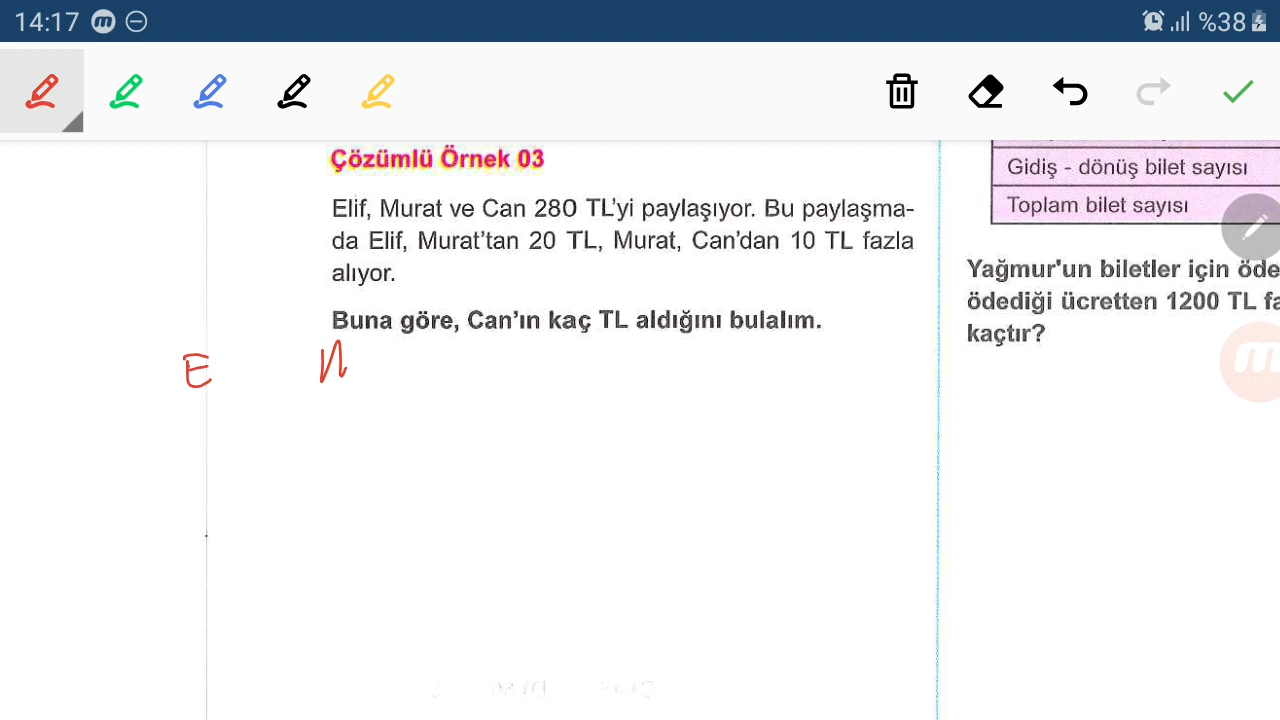 14:17
%38
Çözümlü Örnek 03
Elif, Murat ve Can 280 TL'yi paylaşıyor. Bu paylaşma-
da Elif, Murat'tan 20 TL, Murat, Can'dan 10 TL fazla
alıyor.
Buna göre, Can'ın kaç TL aldığını bulalım.
E
Gidiş - dönüş bilet sayısı
Toplam bilet sayısı
Yağmur'un biletler için öde
ödediği ücretten 1200 TL fa
kaçtır?